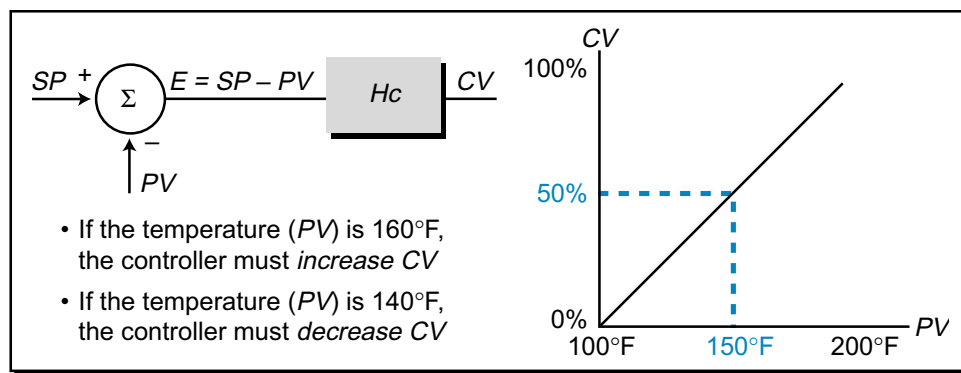 SP + Σ E = SP – PV Hc CV
–
PV
• If the temperature (PV) is 160°F,
the controller must increase CV
• If the temperature (PV) is 140°F,
the controller must decrease CV
CV
100%
50%
0%
100°F 150°F 200°F PV